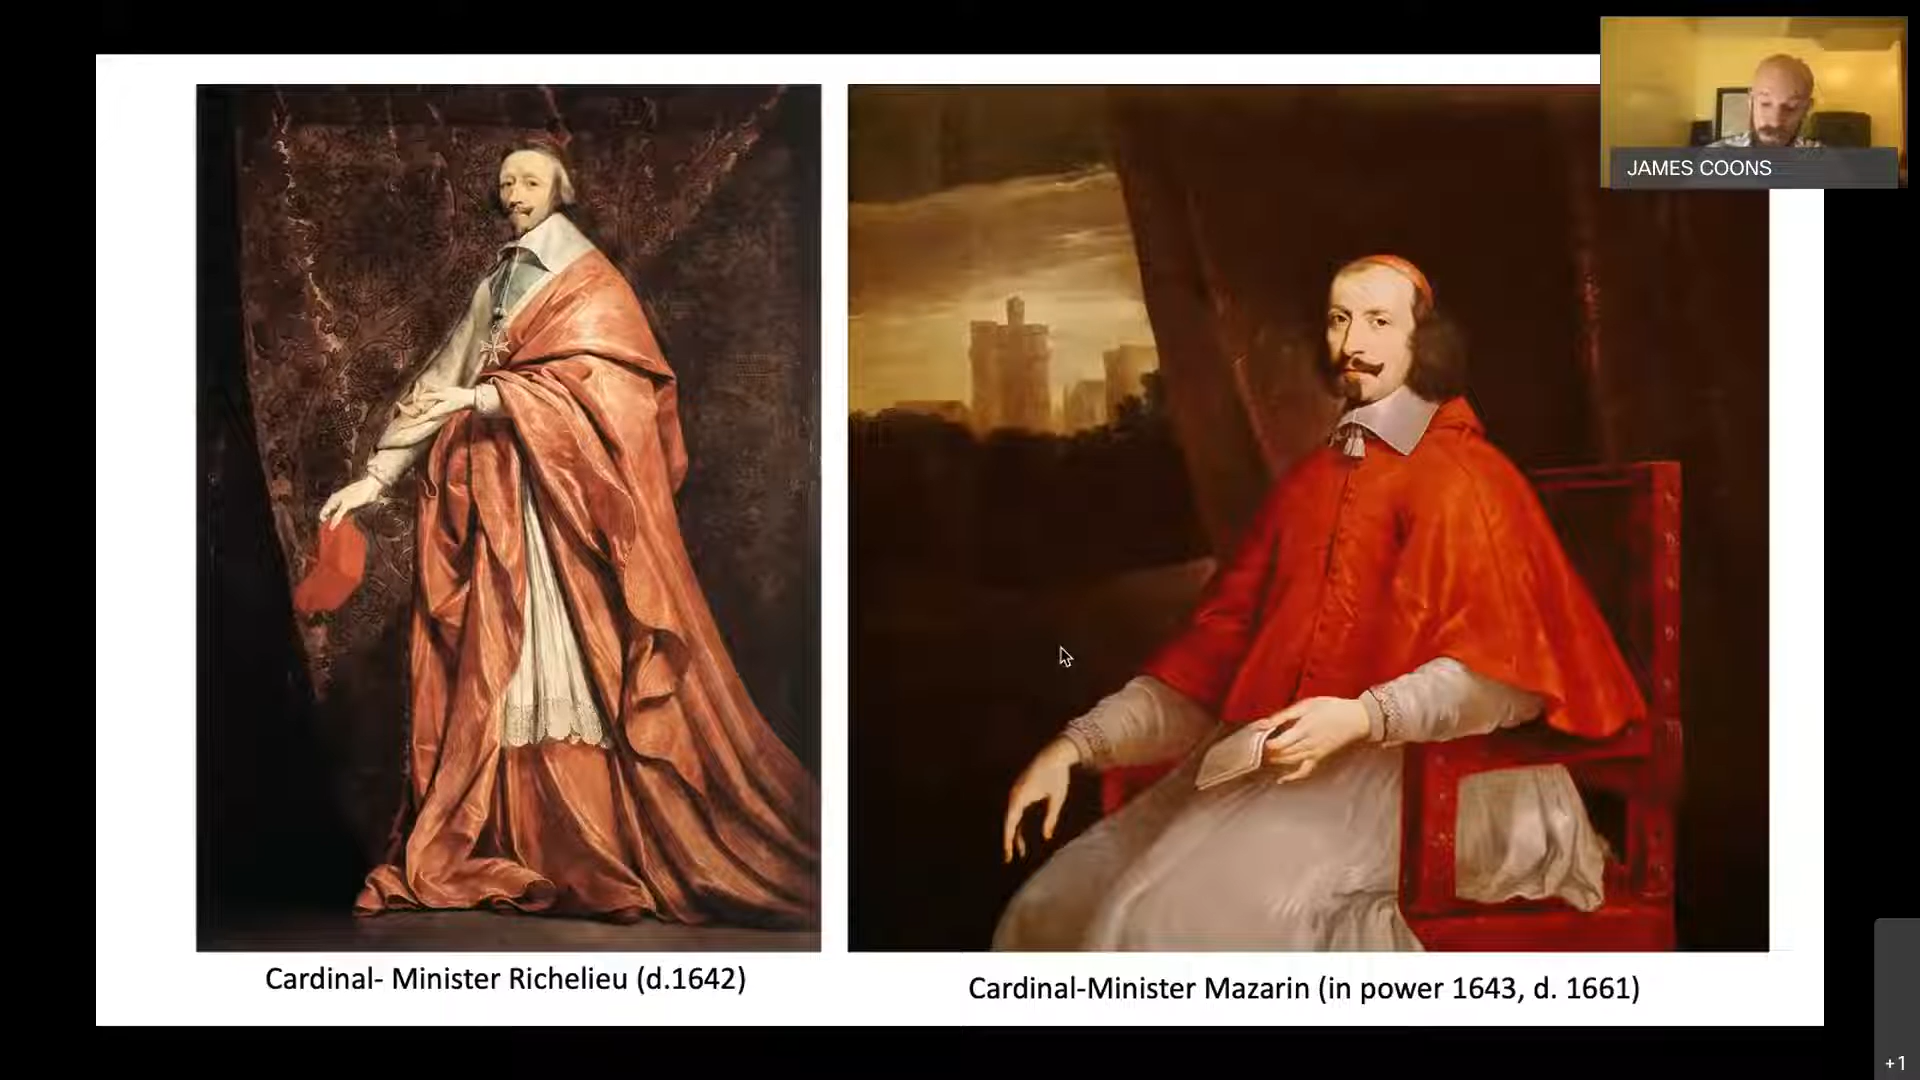 JAMES COONS
Cardinal- Minister Richelieu (d.1642)
Cardinal-Minister Mazarin (in power 1643, d. 1661)
+1